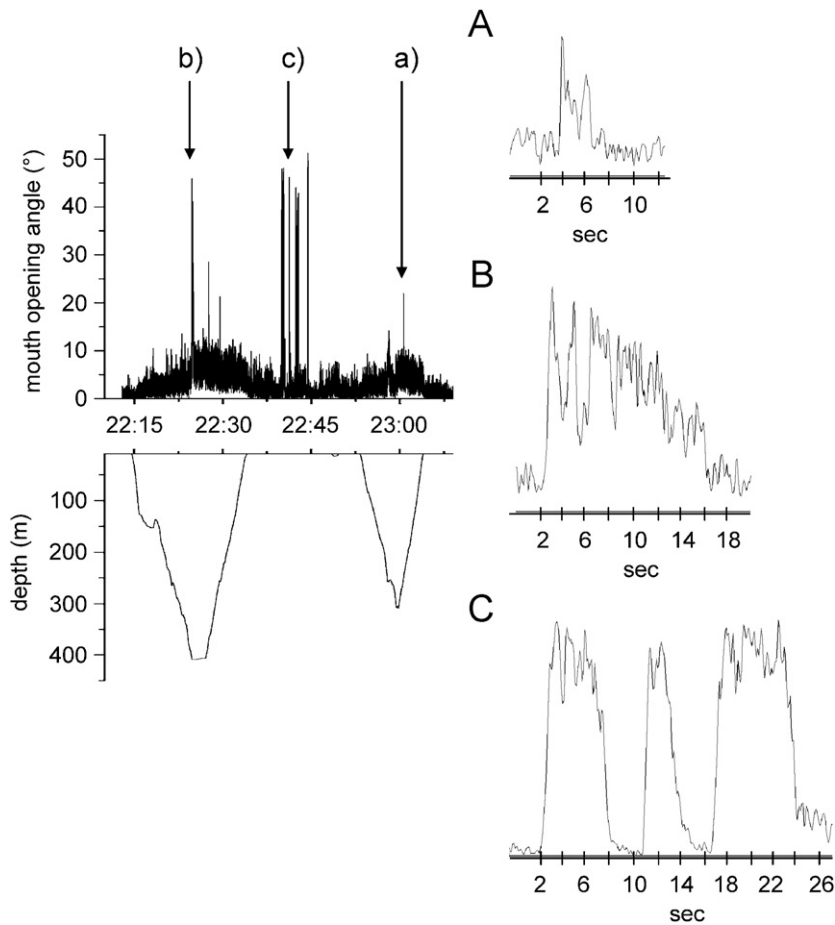 A
b) c) a)
mouth opening angle (°)
50
40
30
20
10
0
22:15 22:30 22:45 23:00
depth (m)
100
200
300
400
2 6 10
sec
B
2 6 10 14 18
sec
C
2 6 10 14 18 22 26
sec